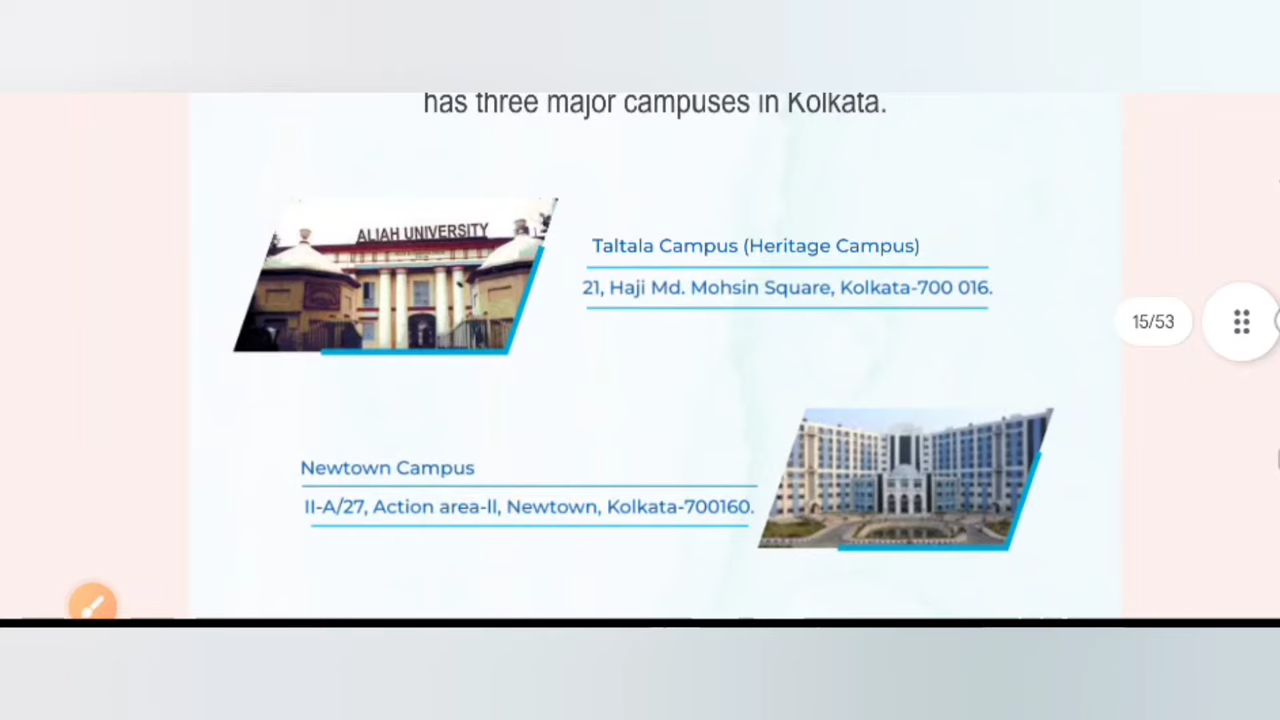 has three major campuses in Kolkata.
ALIAH UNIVERSITY
Taltala Campus (Heritage Campus)
21, Haji Md. Mohsin Square, Kolkata-700 016.
15/53
Newtown Campus
II-A/27, Action area-II, Newtown, Kolkata-700160.